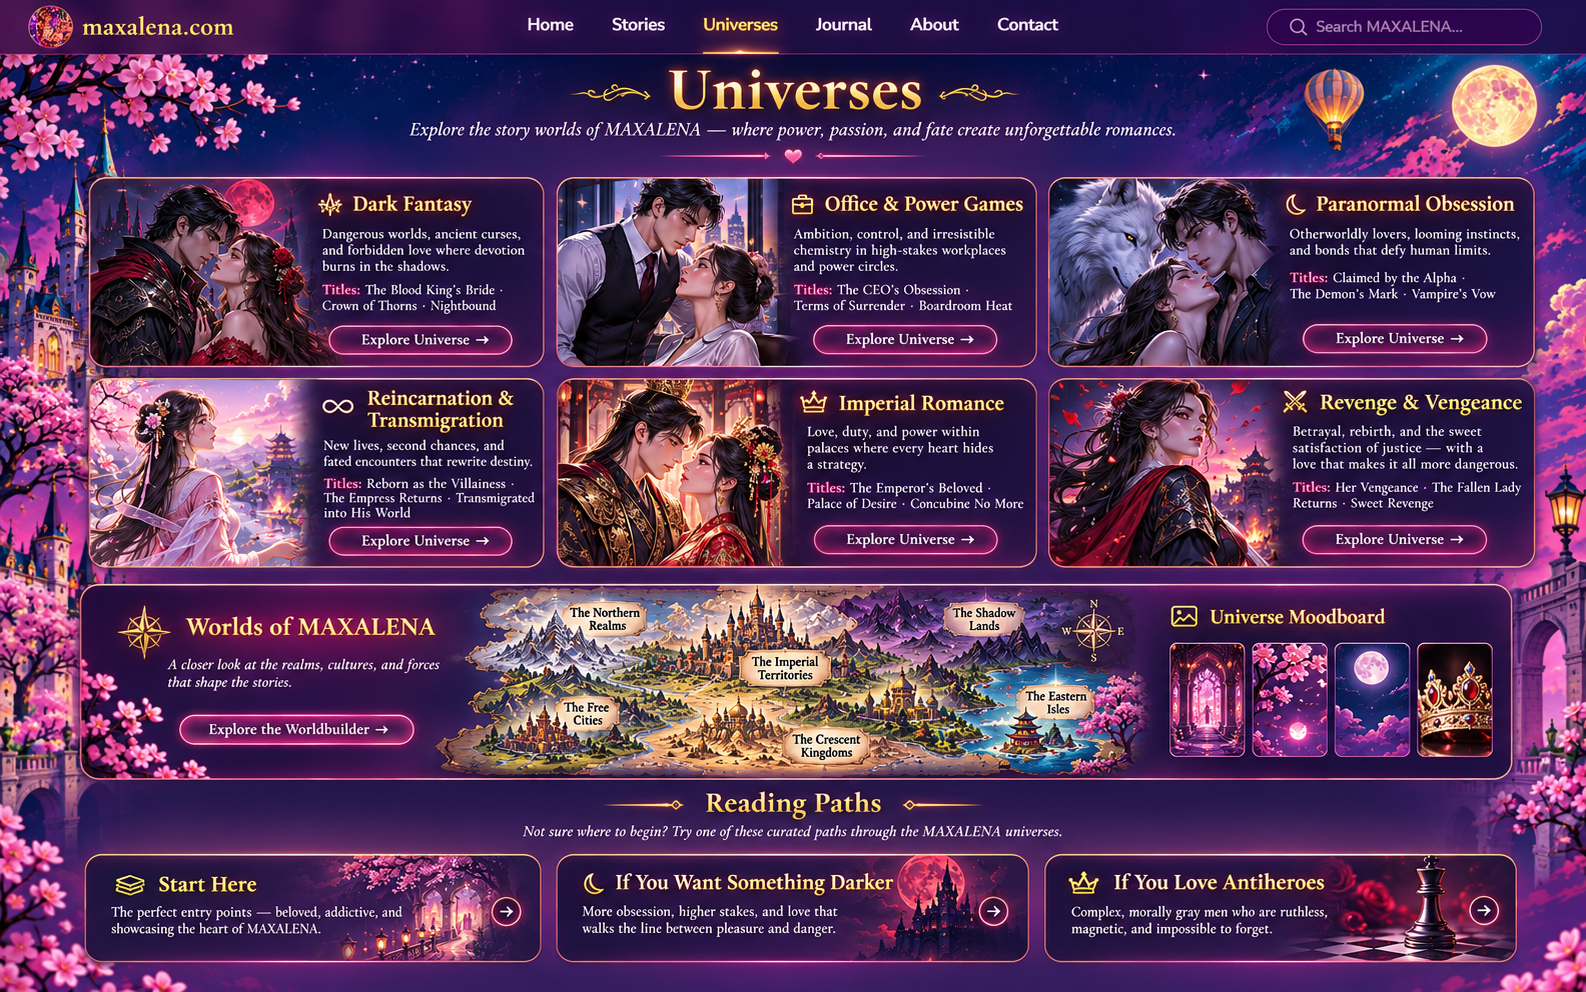 maxalena.com
Home
Stories
Universes
Journal
About
Contact
Search MAXALENA...
Universes
Explore the story worlds of MAXALENA — where power, passion, and fate create unforgettable romances.
Dark Fantasy
Dangerous worlds, ancient curses,
and forbidden love where devotion
burns in the shadows.
Titles: The Blood King's Bride ·
Crown of Thorns · Nightbound
Explore Universe →
Office & Power Games
Ambition, control, and irresistible
chemistry in high-stakes workplaces
and power circles.
Titles: The CEO's Obsession ·
Terms of Surrender · Boardroom Heat
Explore Universe →
Paranormal Obsession
Otherworldly lovers, looming instincts,
and bonds that defy human limits.
Titles: Claimed by the Alpha ·
The Demon's Mark · Vampire's Vow
Explore Universe →
Reincarnation &
Transmigration
New lives, second chances, and
fated encounters that rewrite destiny.
Titles: Reborn as the Villainess ·
The Empress Returns · Transmigrated
into His World
Explore Universe →
Imperial Romance
Love, duty, and power within
palaces where every heart hides
a strategy.
Titles: The Emperor's Beloved ·
Palace of Desire · Concubine No More
Explore Universe →
Revenge & Vengeance
Betrayal, rebirth, and the sweet
satisfaction of justice — with a
love that makes it all more dangerous.
Titles: Her Vengeance · The Fallen Lady
Returns · Sweet Revenge
Explore Universe →
Worlds of MAXALENA
A closer look at the realms, cultures, and forces
that shape the stories.
Explore the Worldbuilder →
The Northern
Realms
The Shadow
Lands
The Imperial
Territories
The Free
Cities
The Eastern
Isles
The Crescent
Kingdoms
N
W
E
S
Universe Moodboard
Reading Paths
Not sure where to begin? Try one of these curated paths through the MAXALENA universes.
Start Here
The perfect entry points — beloved, addictive, and
showcasing the heart of MAXALENA.
→
If You Want Something Darker
More obsession, higher stakes, and love that
walks the line between pleasure and danger.
→
If You Love Antiheroes
Complex, morally gray men who are ruthless,
magnetic, and impossible to forget.
→